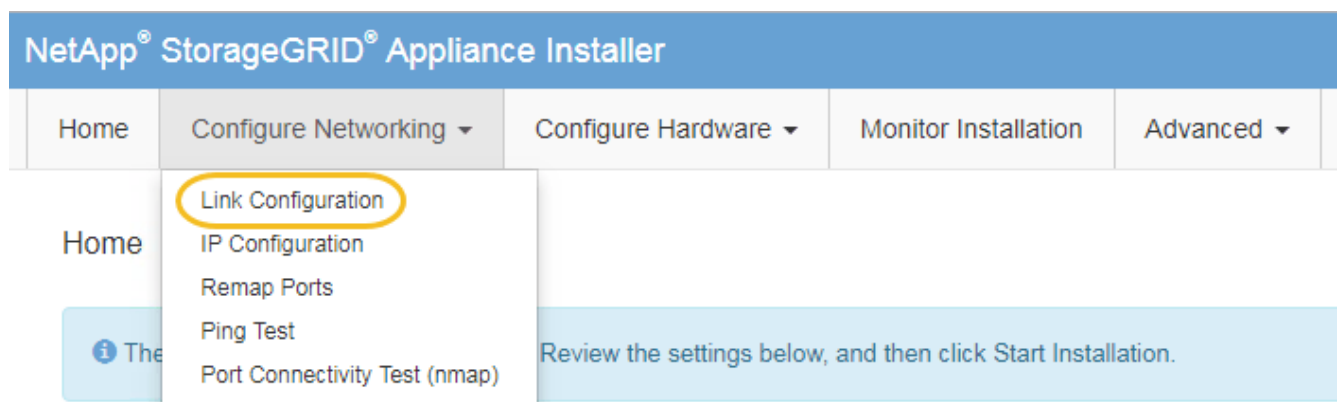 NetApp® StorageGRID® Appliance Installer
Home Configure Networking Configure Hardware Monitor Installation Advanced
Link Configuration
Home
IP Configuration
Remap Ports
Ping Test
The Review the settings below, and then click Start Installation.
Port Connectivity Test (nmap)